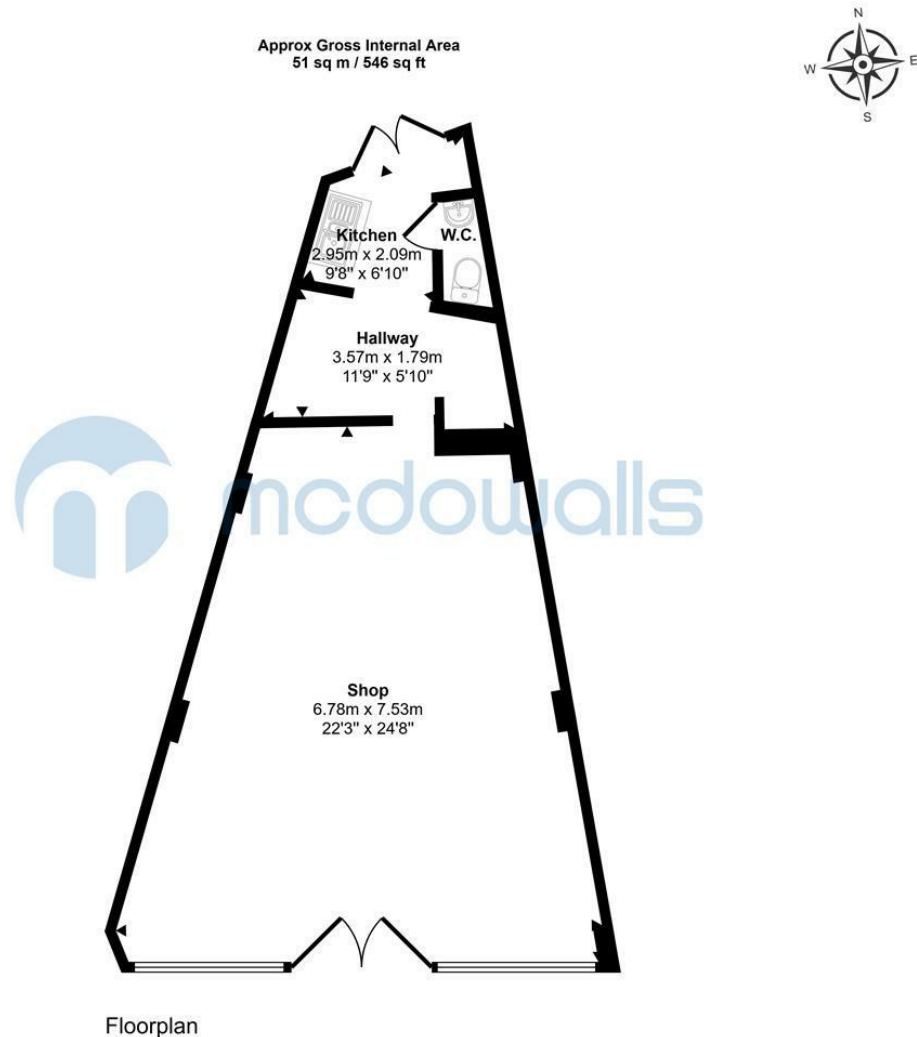 Approx Gross Internal Area
51 sq m / 546 sq ft
N
W
E
S
Kitchen
2.95m x 2.09m
9'8" x 6'10"
W.C.
Hallway
3.57m x 1.79m
11'9" x 5'10"
mcdowalls
Shop
6.78m x 7.53m
22'3" x 24'8"
Floorplan